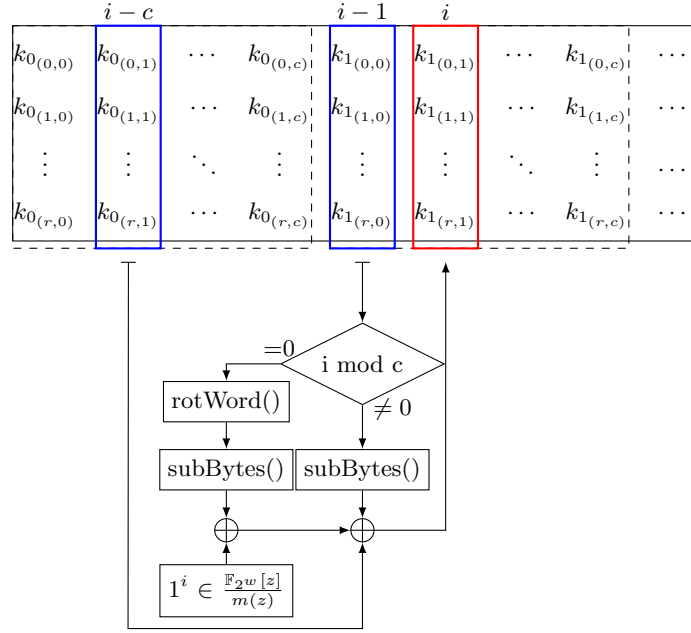 i − c i − 1 i
k₀₍₀,₀₎ k₀₍₀,₁₎ ⋯ k₀₍₀,c₎ k₁₍₀,₀₎ k₁₍₀,₁₎ ⋯ k₁₍₀,c₎ ⋯
k₀₍₁,₀₎ k₀₍₁,₁₎ ⋯ k₀₍₁,c₎ k₁₍₁,₀₎ k₁₍₁,₁₎ ⋯ k₁₍₁,c₎ ⋯
⋮ ⋮ ⋱ ⋮ ⋮ ⋮ ⋱ ⋮ ⋯
k₀₍r,₀₎ k₀₍r,₁₎ ⋯ k₀₍r,c₎ k₁₍r,₀₎ k₁₍r,₁₎ ⋯ k₁₍r,c₎ ⋯
=0
i mod c
rotWord()
≠ 0
subBytes() subBytes()
1ⁱ ∈ 𝔽₂w[z]/m(z)